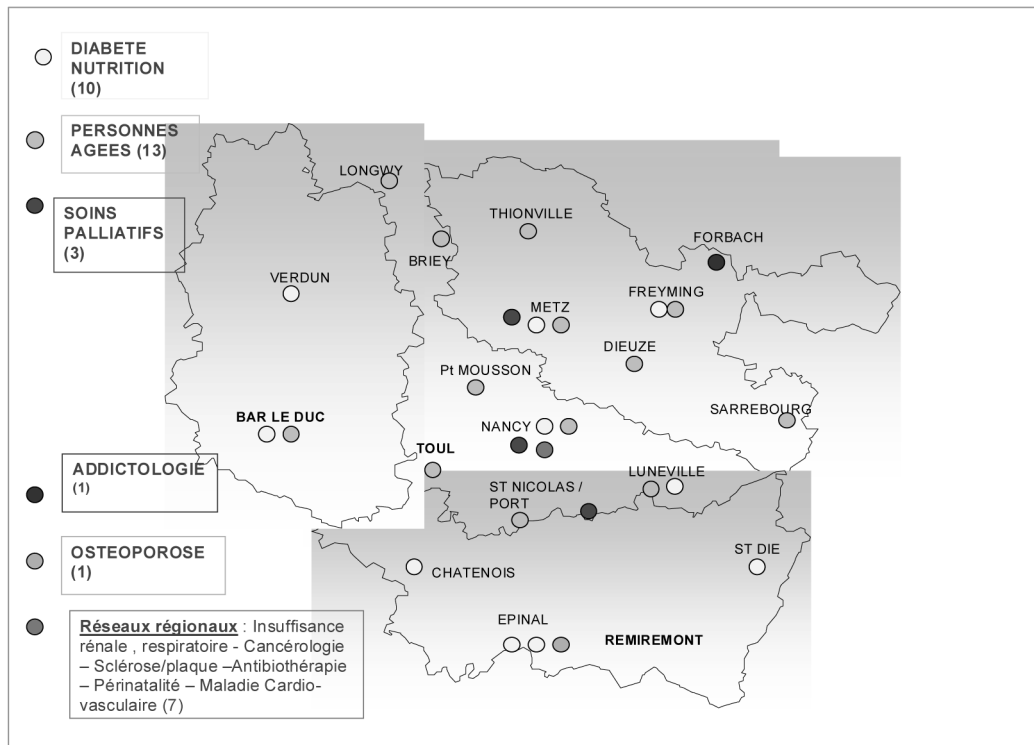 DIABETE
NUTRITION
(10)
PERSONNES
AGEES (13)
SOINS
PALLIATIFS
(3)
LONGWY
THIONVILLE
BRIEY
FORBACH
VERDUN
FREYMING
METZ
DIEUZE
Pt MOUSSON
SARREBOURG
BAR LE DUC
NANCY
TOUL
LUNEVILLE
ST NICOLAS /
PORT
CHATENOIS
ST DIE
EPINAL
REMIREMONT
ADDICTOLOGIE
(1)
OSTEOPOROSE
(1)
Réseaux régionaux : Insuffisance
rénale , respiratoire - Cancérologie
– Sclérose/plaque –Antibiothérapie
– Périnatalité – Maladie Cardio-
vasculaire (7)